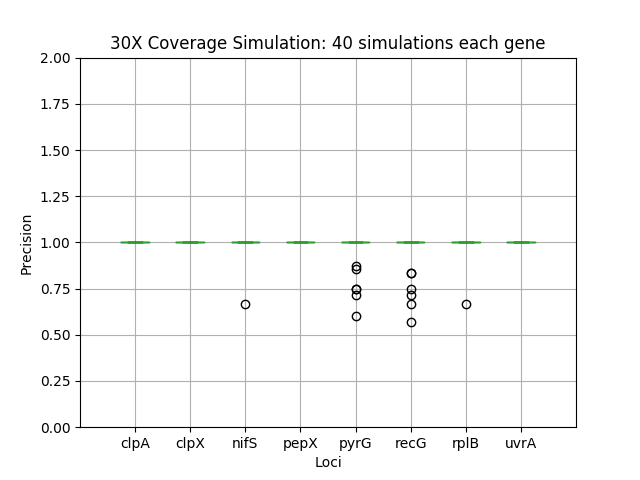 30X Coverage Simulation: 40 simulations each gene
2.00
1.75
1.50
1.25
1.00
0.75
0.50
0.25
0.00
Precision
clpA clpX nifS pepX pyrG recG rplB uvrA
Loci